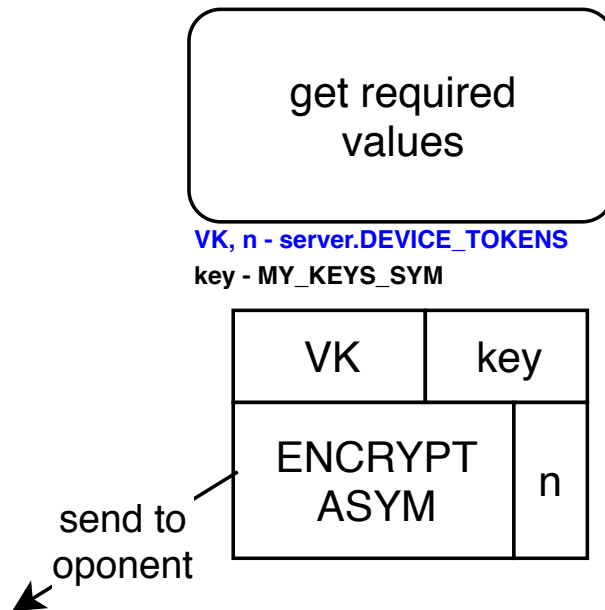 get required
values
VK, n - server.DEVICE_TOKENS
key - MY_KEYS_SYM
VK
key
ENCRYPT
ASYM
n
send to
oponent